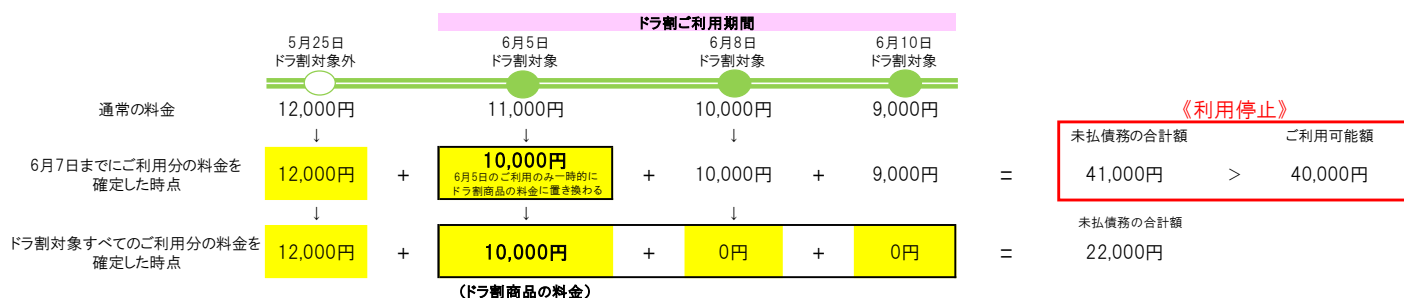 ドラ割ご利用期間
5月25日 6月5日 6月8日 6月10日
ドラ割対象外 ドラ割対象 ドラ割対象 ドラ割対象
通常の料金 12,000円 11,000円 10,000円 9,000円
《利用停止》
↓ ↓ ↓
未払債務の合計額 ご利用可能額
6月7日までにご利用分の料金を
確定した時点
12,000円 + 10,000円
6月5日のご利用のみ一時的に
ドラ割商品の料金に置き換わる
+ 10,000円 + 9,000円 = 41,000円 > 40,000円
↓ ↓ ↓
未払債務の合計額
ドラ割対象すべてのご利用分の料金を
確定した時点
12,000円 + 10,000円 + 0円 + 0円 = 22,000円
(ドラ割商品の料金)